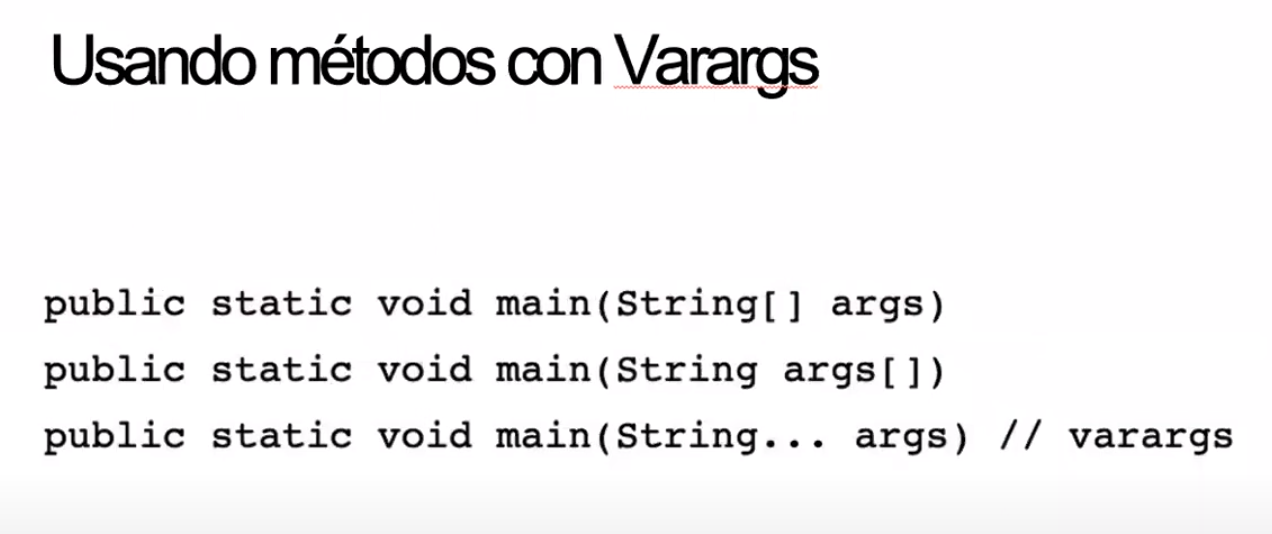 Usando métodos con Varargs
public static void main(String[] args)
public static void main(String args[])
public static void main(String... args) // varargs